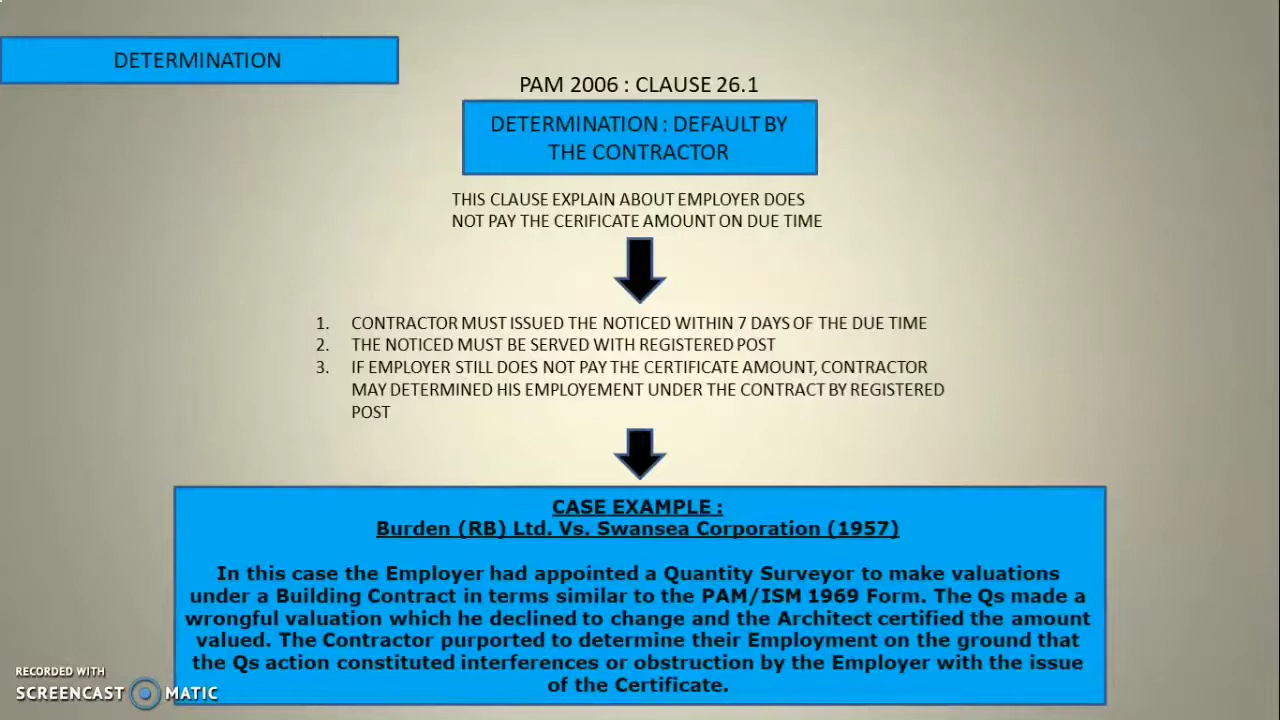 DETERMINATION
PAM 2006 : CLAUSE 26.1
DETERMINATION : DEFAULT BY
THE CONTRACTOR
THIS CLAUSE EXPLAIN ABOUT EMPLOYER DOES
NOT PAY THE CERIFICATE AMOUNT ON DUE TIME
1. CONTRACTOR MUST ISSUED THE NOTICED WITHIN 7 DAYS OF THE DUE TIME
2. THE NOTICED MUST BE SERVED WITH REGISTERED POST
3. IF EMPLOYER STILL DOES NOT PAY THE CERTIFICATE AMOUNT, CONTRACTOR
MAY DETERMINED HIS EMPLOYEMENT UNDER THE CONTRACT BY REGISTERED
POST
CASE EXAMPLE :
Burden (RB) Ltd. Vs. Swansea Corporation (1957)
In this case the Employer had appointed a Quantity Surveyor to make valuations
under a Building Contract in terms similar to the PAM/ISM 1969 Form. The Qs made a
wrongful valuation which he declined to change and the Architect certified the amount
valued. The Contractor purported to determine their Employment on the ground that
the Qs action constituted interferences or obstruction by the Employer with the issue
of the Certificate.
RECORDED WITH
SCREENCAST MATIC